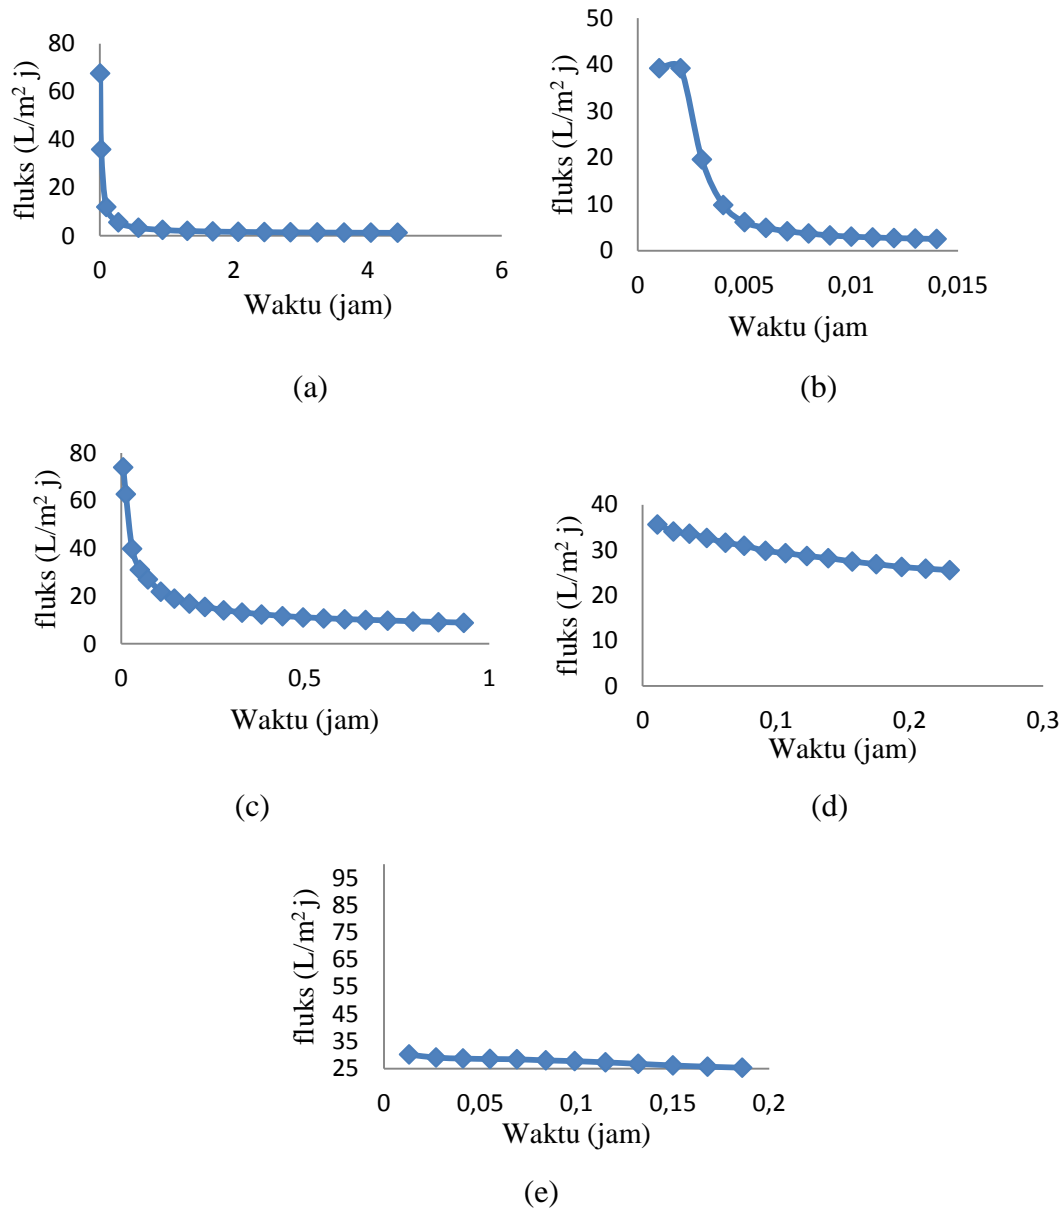 fluks (L/m² j)
80
60
40
20
0
0 2 4 6
Waktu (jam)
(a)
fluks (L/m² j)
50
40
30
20
10
0
0 0,005 0,01 0,015
Waktu (jam
(b)
fluks (L/m² j)
80
60
40
20
0
0 0,5 1
Waktu (jam)
(c)
fluks (L/m² j)
40
30
20
10
0
0 0,1 0,2 0,3
Waktu (jam)
(d)
fluks (L/m² j)
95
85
75
65
55
45
35
25
0 0,05 0,1 0,15 0,2
Waktu (jam)
(e)